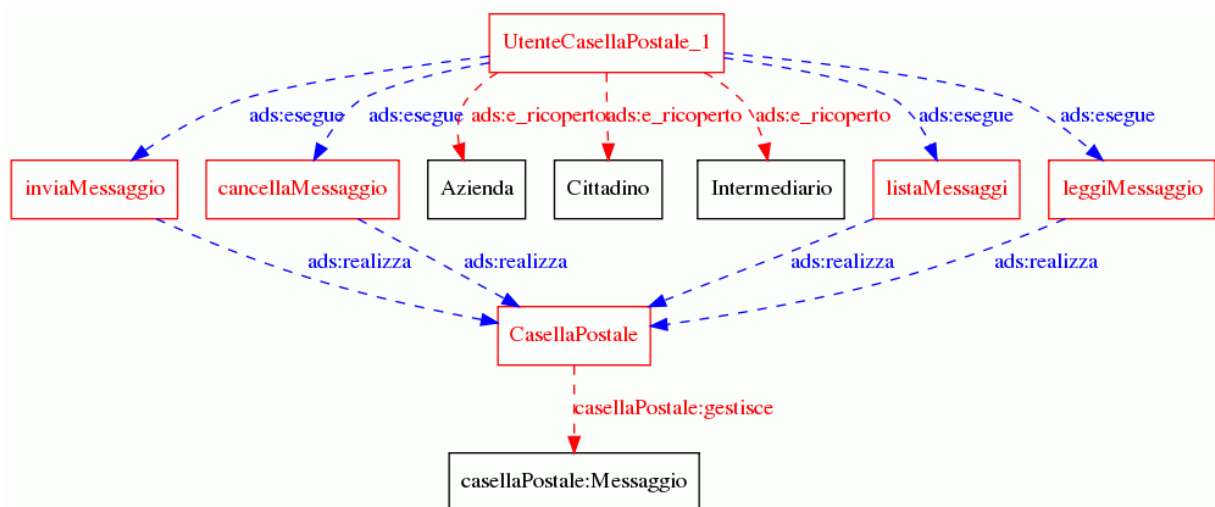 UtenteCasellaPostale_1
ads:esegue
ads:esegue
ads:e_ricoperto
ads:e_ricoperto
ads:e_ricoperto
ads:esegue
ads:esegue
inviaMessaggio
cancellaMessaggio
Azienda
Cittadino
Intermediario
listaMessaggi
leggiMessaggio
ads:realizza
ads:realizza
ads:realizza
ads:realizza
CasellaPostale
casellaPostale:gestisce
casellaPostale:Messaggio